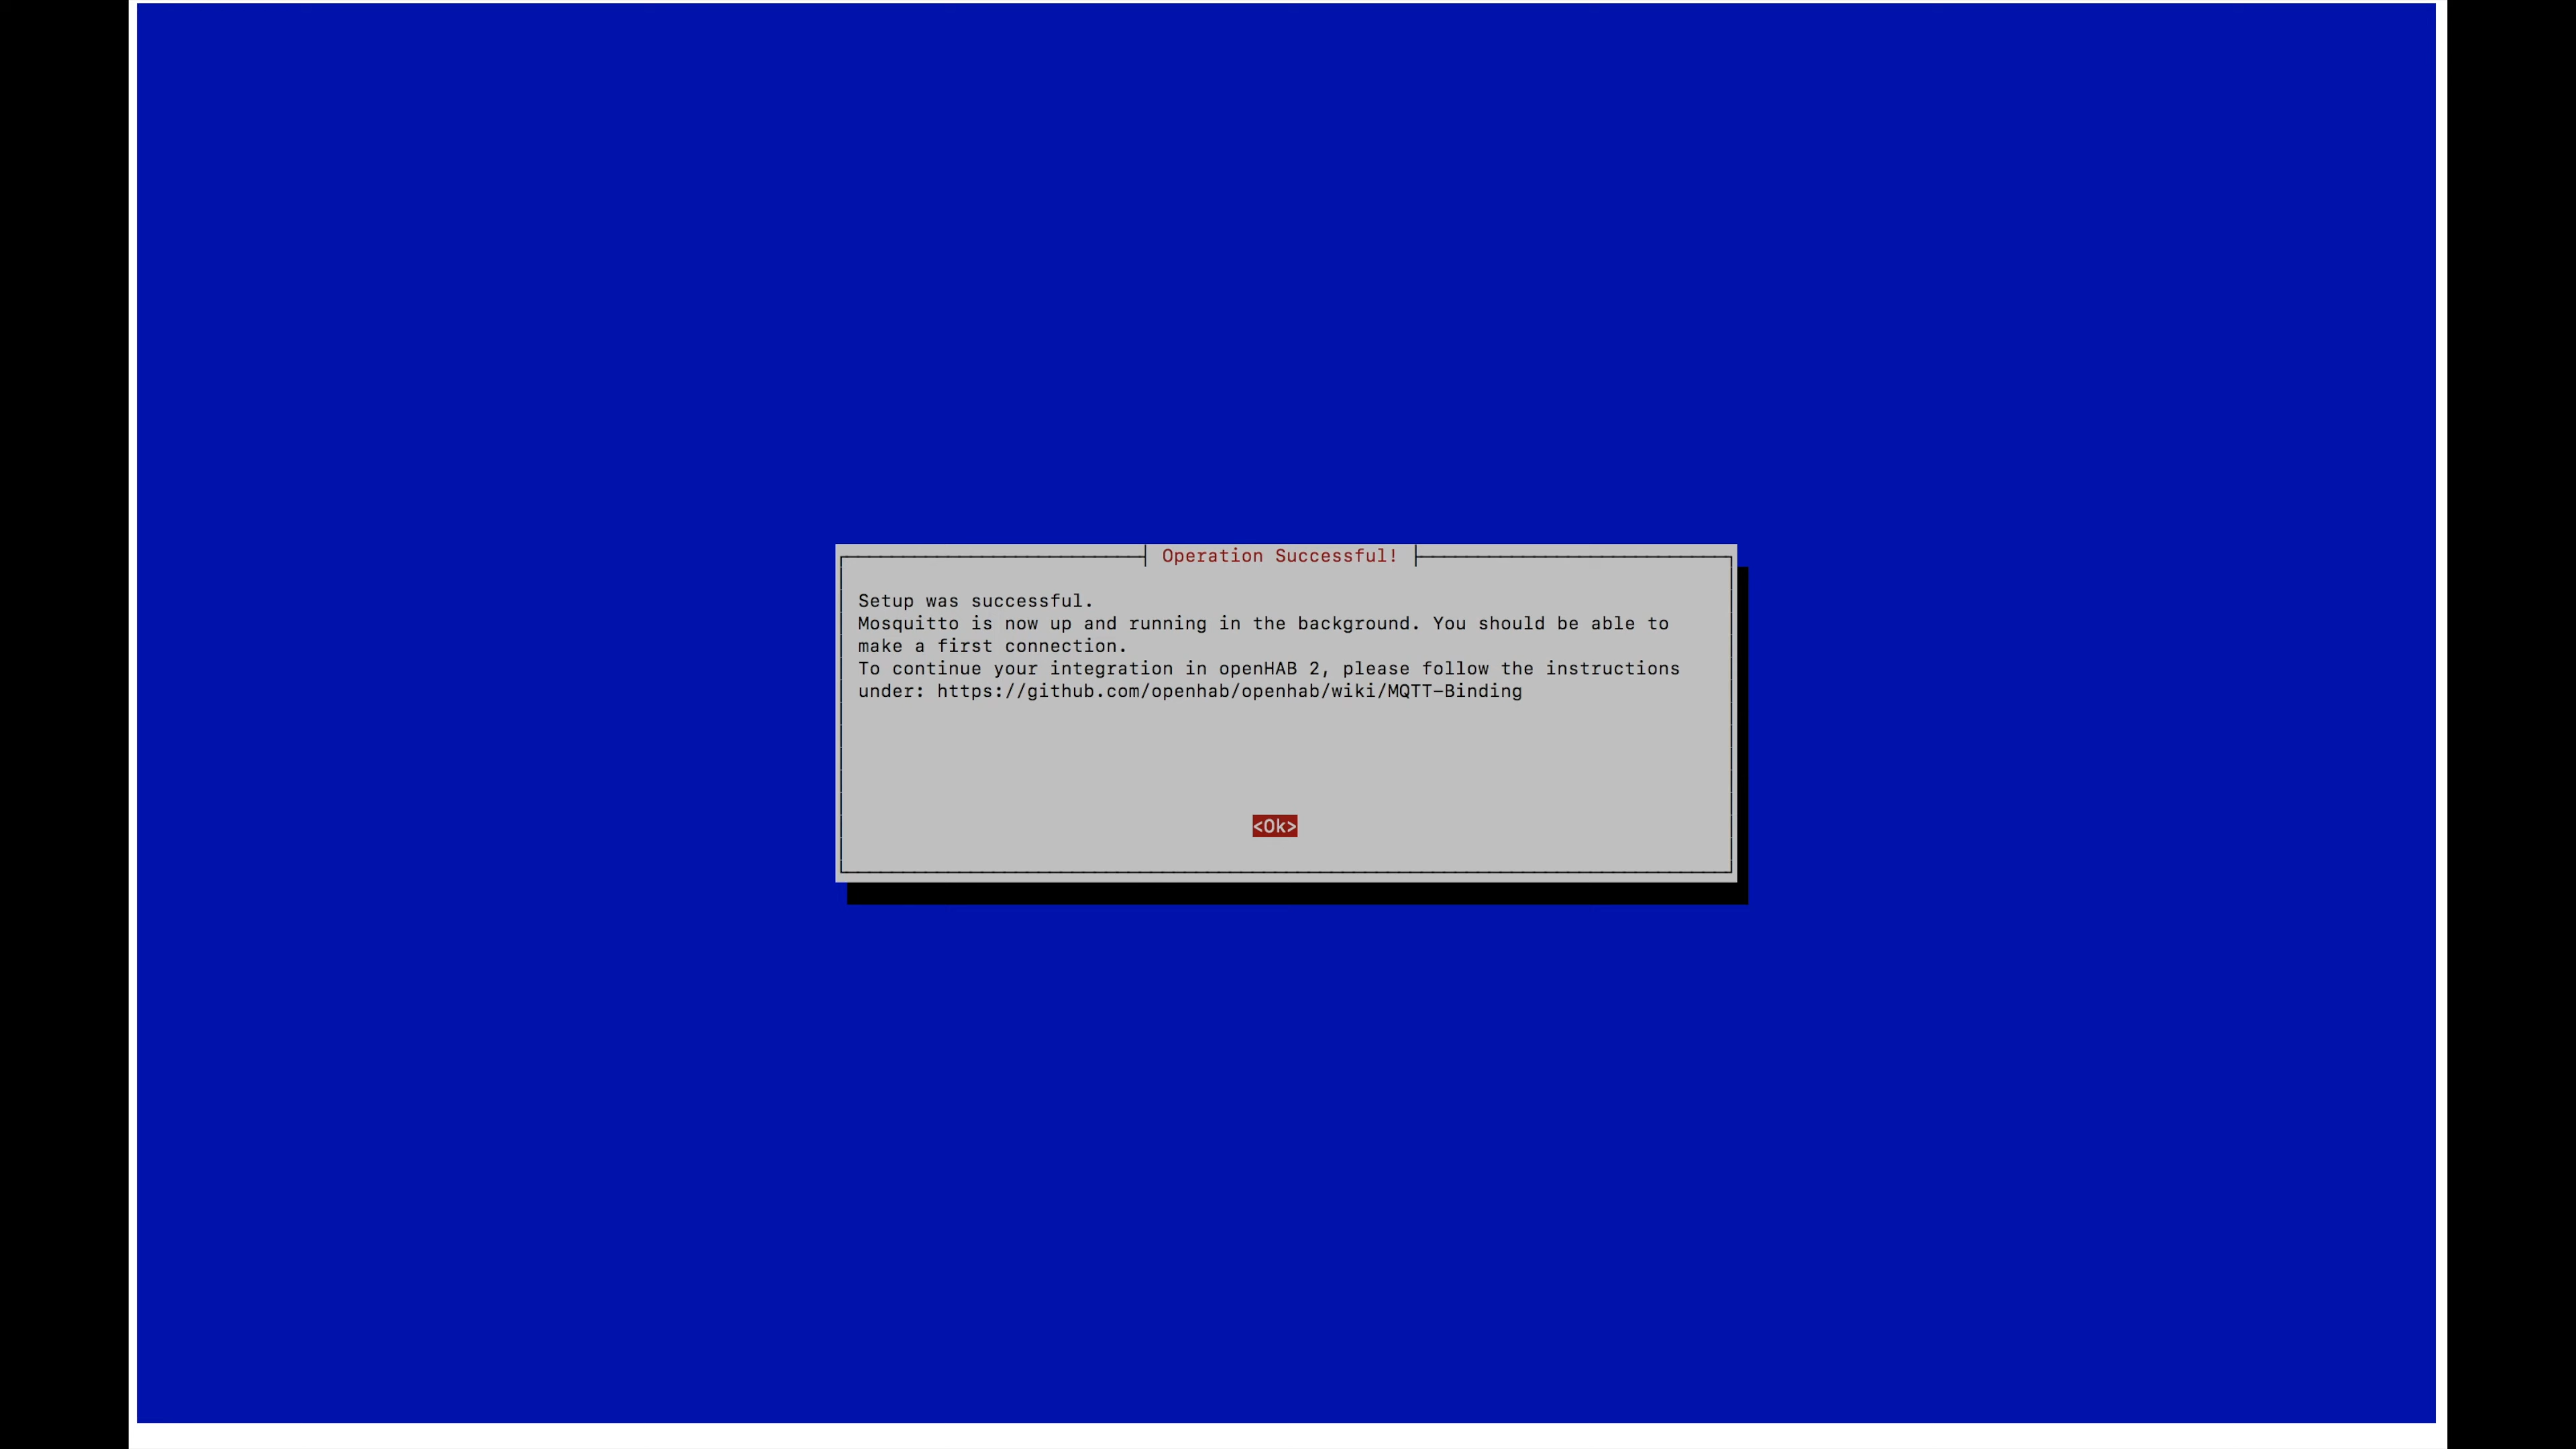 Operation Successful!
Setup was successful.
Mosquitto is now up and running in the background. You should be able to
make a first connection.
To continue your integration in openHAB 2, please follow the instructions
under: https://github.com/openhab/openhab/wiki/MQTT-Binding
<Ok>